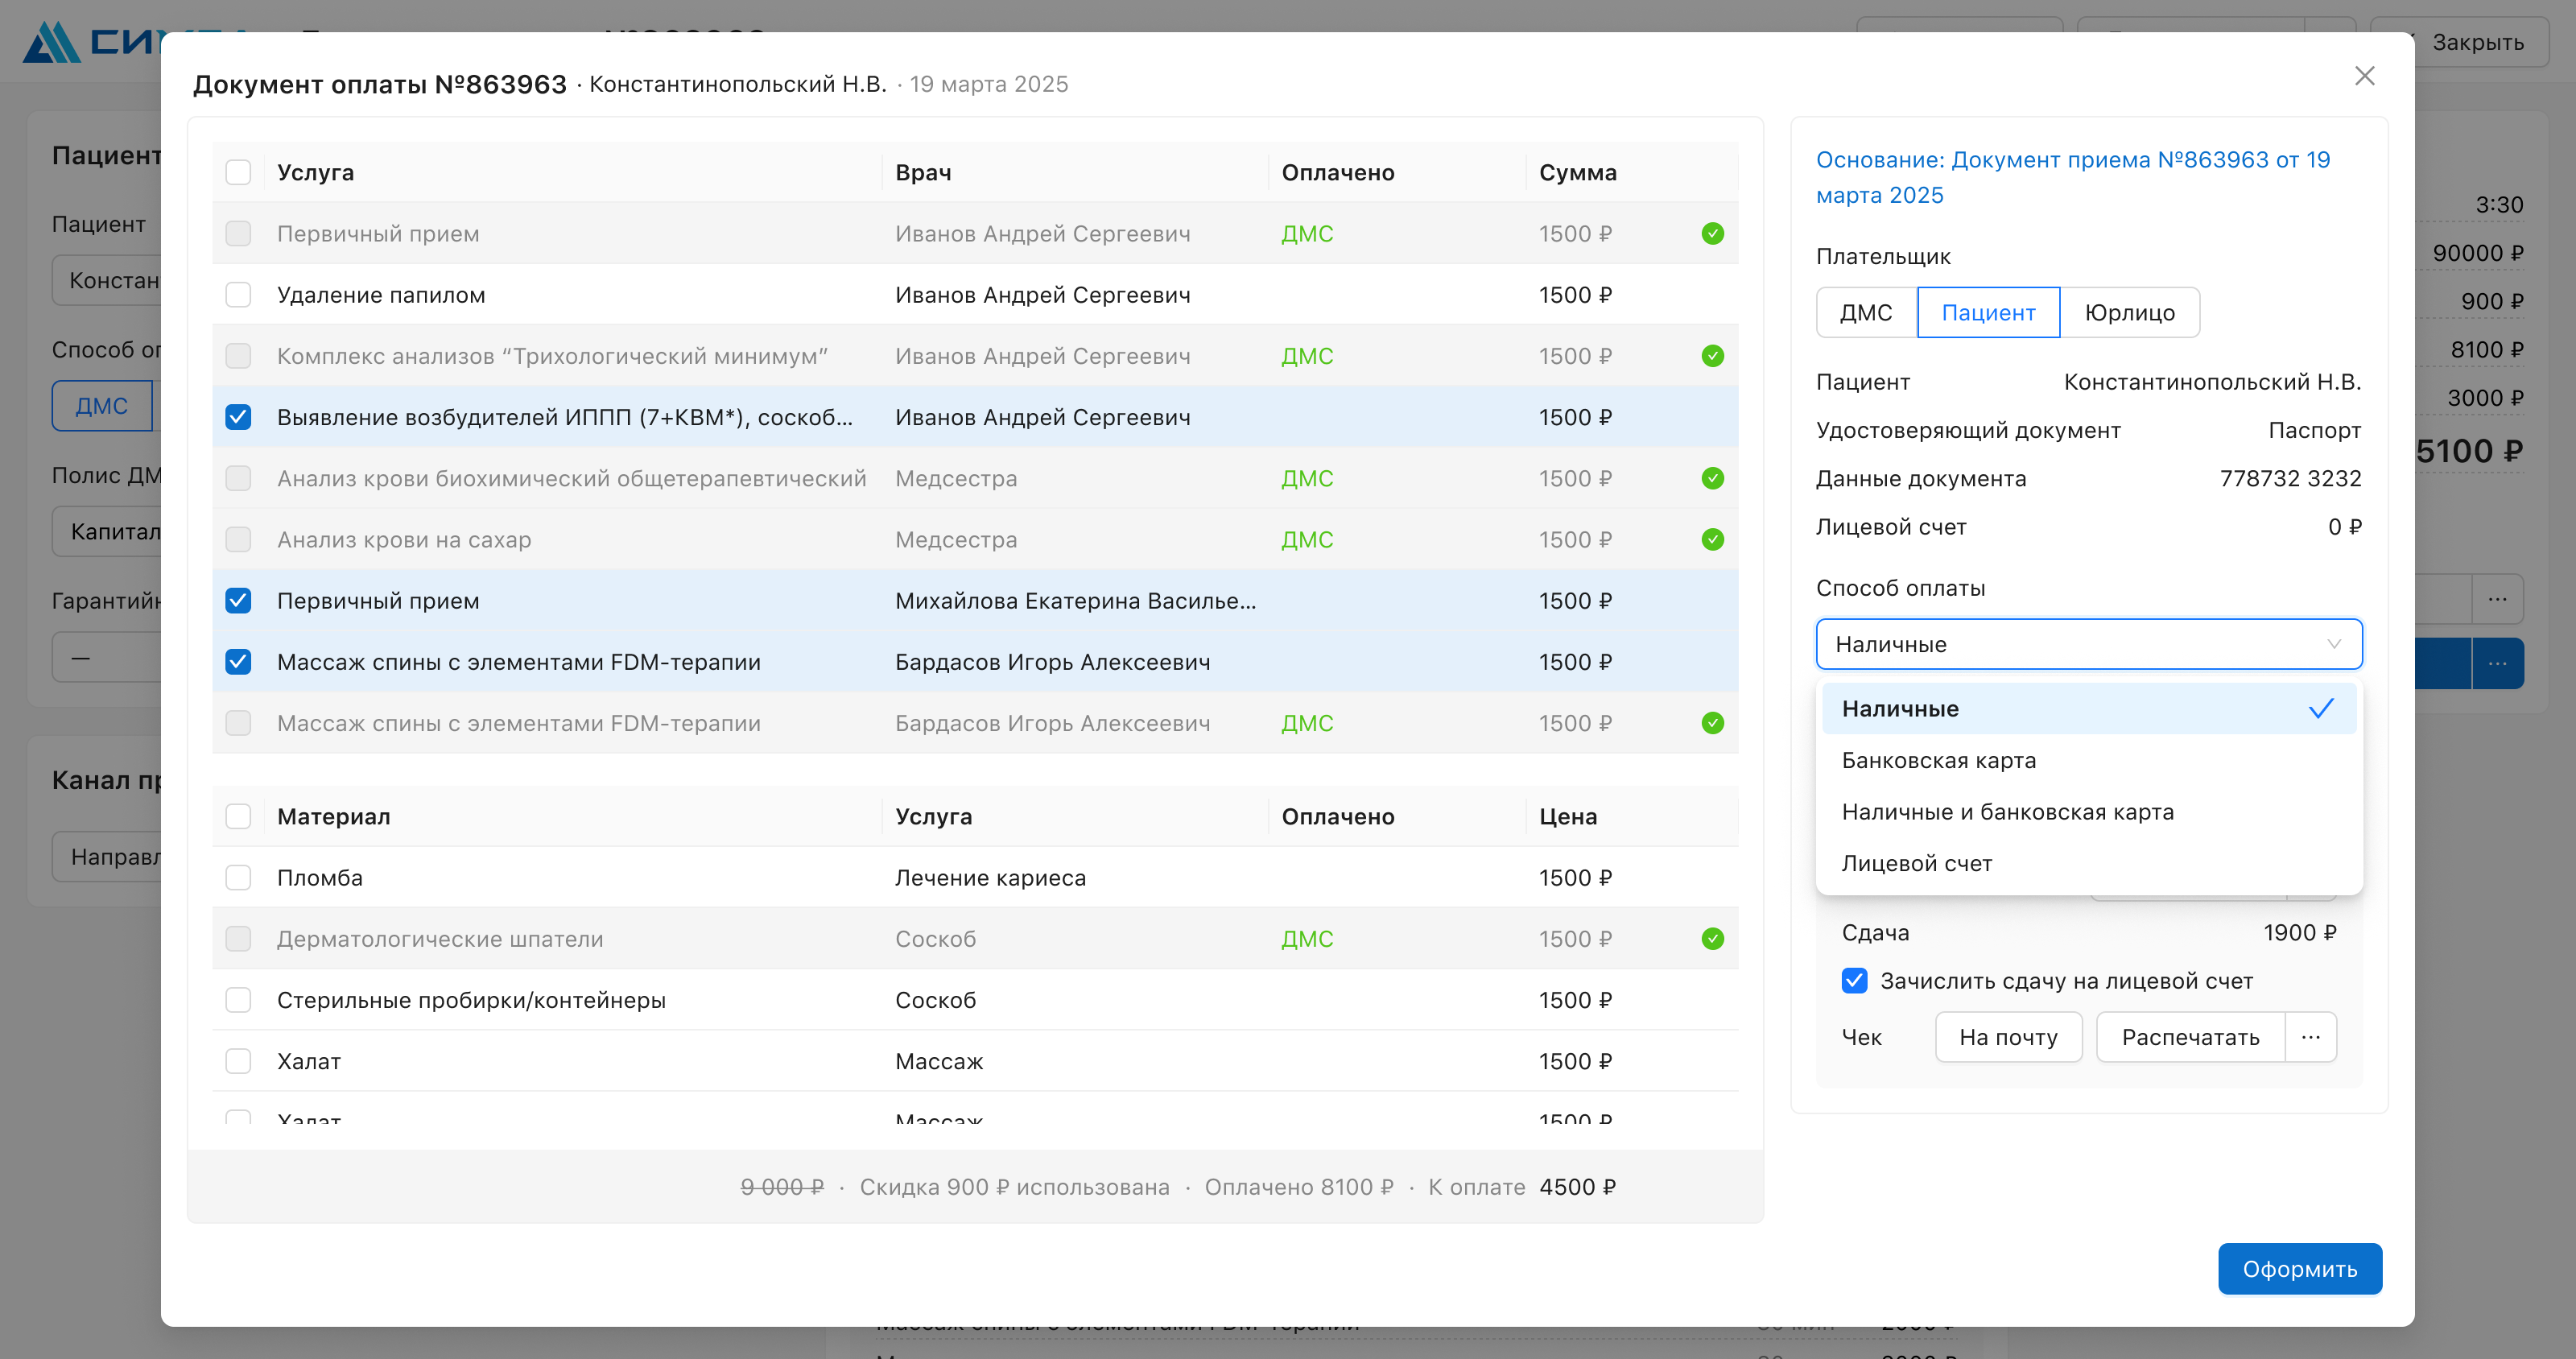 Закрыть
Документ оплаты №863963 · Константинопольский Н.В. · 19 марта 2025
Услуга Врач Оплачено Сумма
Первичный прием Иванов Андрей Сергеевич ДМС 1500 ₽
Удаление папилом Иванов Андрей Сергеевич 1500 ₽
Комплекс анализов “Трихологический минимум” Иванов Андрей Сергеевич ДМС 1500 ₽
Выявление возбудителей ИППП (7+КВМ*), соскоб... Иванов Андрей Сергеевич 1500 ₽
Анализ крови биохимический общетерапевтический Медсестра ДМС 1500 ₽
Анализ крови на сахар Медсестра ДМС 1500 ₽
Первичный прием Михайлова Екатерина Василье... 1500 ₽
Массаж спины с элементами FDM-терапии Бардасов Игорь Алексеевич 1500 ₽
Массаж спины с элементами FDM-терапии Бардасов Игорь Алексеевич ДМС 1500 ₽
Материал Услуга Оплачено Цена
Пломба Лечение кариеса 1500 ₽
Дерматологические шпатели Соскоб ДМС 1500 ₽
Стерильные пробирки/контейнеры Соскоб 1500 ₽
Халат Массаж 1500 ₽
Халат Массаж 1500 ₽
9 000 ₽ · Скидка 900 ₽ использована · Оплачено 8100 ₽ · К оплате 4500 ₽
Основание: Документ приема №863963 от 19
марта 2025
Плательщик
ДМС Пациент Юрлицо
Пациент Константинопольский Н.В.
Удостоверяющий документ Паспорт
Данные документа 778732 3232
Лицевой счет 0 ₽
Способ оплаты
Наличные
Наличные
Банковская карта
Наличные и банковская карта
Лицевой счет
Сдача 1900 ₽
Зачислить сдачу на лицевой счет
Чек На почту Распечатать ...
Оформить
Пациент
Пациент
Констан
Способ оп
ДМС
Полис ДМ
Капитал
Гарантий
—
Канал пр
Направл
3:30
90000 ₽
900 ₽
8100 ₽
3000 ₽
5100 ₽
...
...